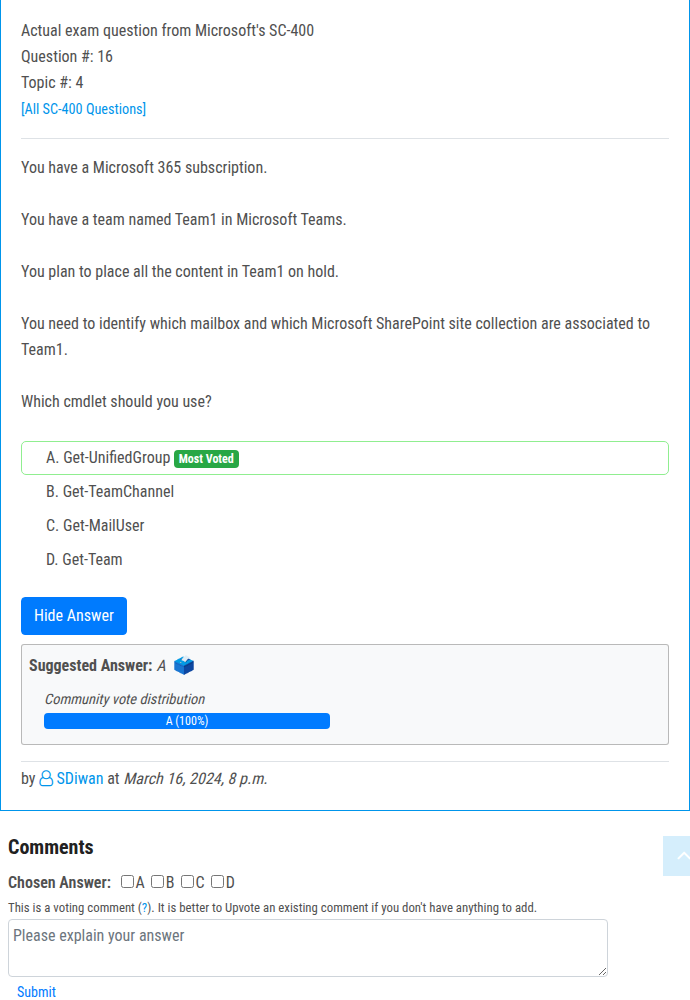 Actual exam question from Microsoft's SC-400
Question #: 16
Topic #: 4
[All SC-400 Questions]
You have a Microsoft 365 subscription.
You have a team named Team1 in Microsoft Teams.
You plan to place all the content in Team1 on hold.
You need to identify which mailbox and which Microsoft SharePoint site collection are associated to
Team1.
Which cmdlet should you use?
A. Get-UnifiedGroup Most Voted
B. Get-TeamChannel
C. Get-MailUser
D. Get-Team
Hide Answer
Suggested Answer: A
Community vote distribution
A (100%)
by SDiwan at March 16, 2024, 8 p.m.
Comments
Chosen Answer: A B C D
This is a voting comment (?). It is better to Upvote an existing comment if you don't have anything to add.
Please explain your answer
Submit